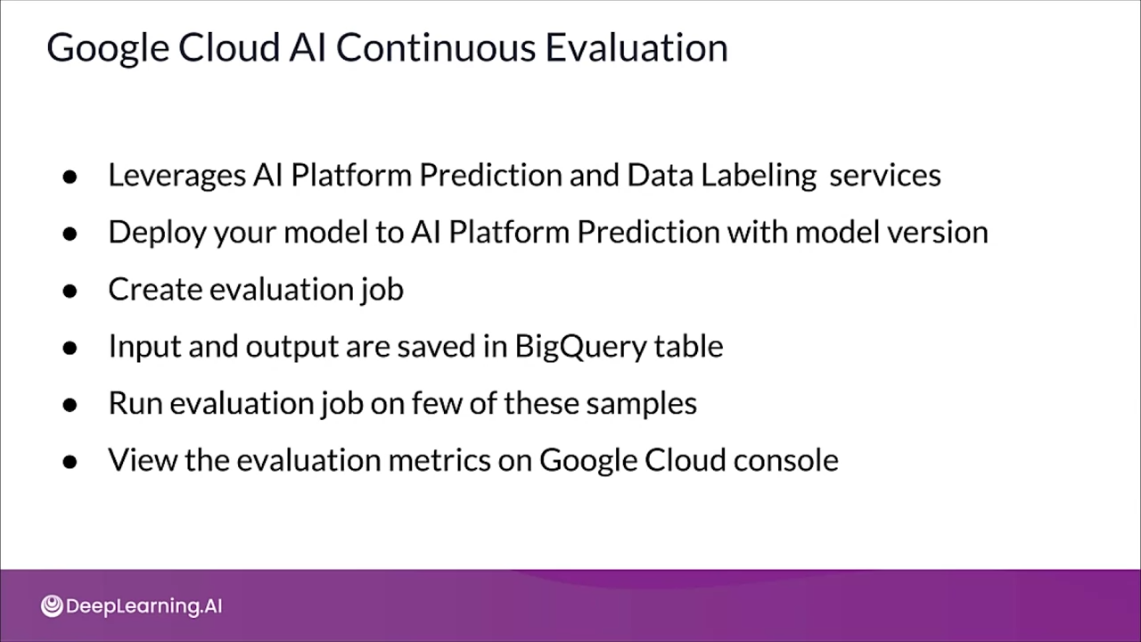 Google Cloud AI Continuous Evaluation
● Leverages AI Platform Prediction and Data Labeling services
● Deploy your model to AI Platform Prediction with model version
● Create evaluation job
● Input and output are saved in BigQuery table
● Run evaluation job on few of these samples
● View the evaluation metrics on Google Cloud console
DeepLearning.AI